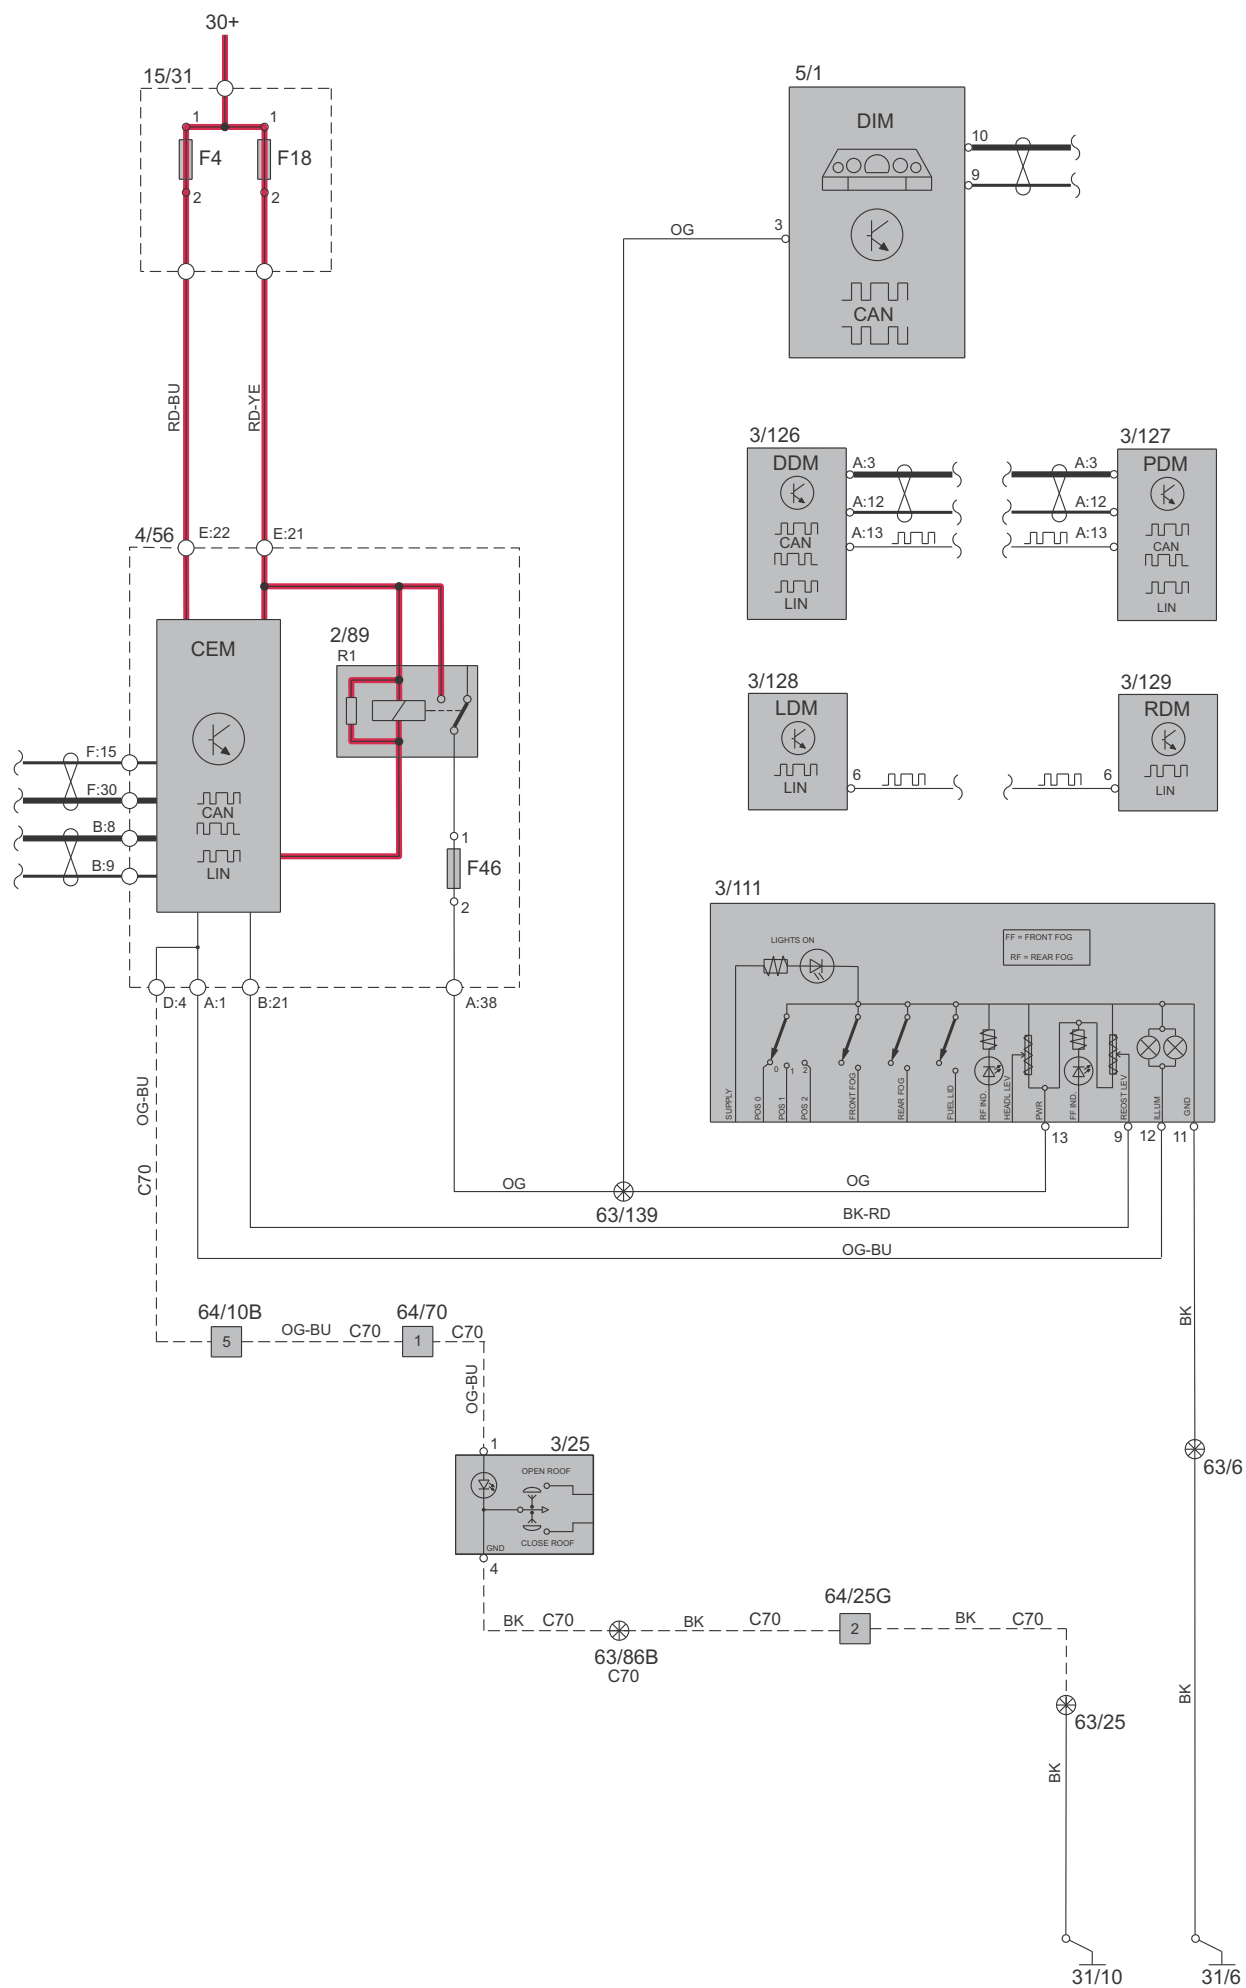 30+
15/31
1
1
F4
F18
2
2
RD-BU
RD-YE
5/1
DIM
10
9
3
OG
CAN
3/126
DDM
A:3
A:12
A:13
CAN
LIN
3/127
PDM
A:3
A:12
A:13
CAN
LIN
4/56
E:22
E:21
CEM
2/89
R1
F:15
F:30
B:8
B:9
CAN
LIN
1
F46
2
D:4
A:1
B:21
A:38
3/128
LDM
LIN
6
3/129
RDM
LIN
6
3/111
LIGHTS ON
FF = FRONT FOG
RF = REAR FOG
0
1
2
SUPPLY
POS 0
POS 1
POS 2
FRONT FOG
REAR FOG
FUEL LID
RF IND.
HEADL LEV
PWR
FF IND.
REOST LEV
ILLUM
GND
13
9
12
11
OG-BU
C70
OG
OG
63/139
BK-RD
OG-BU
64/10B
5
OG-BU
C70
64/70
1
C70
OG-BU
BK
1
3/25
OPEN ROOF
CLOSE ROOF
GND
4
63/6
BK
C70
63/86B
C70
BK
C70
64/25G
2
BK
C70
63/25
BK
BK
31/10
31/6